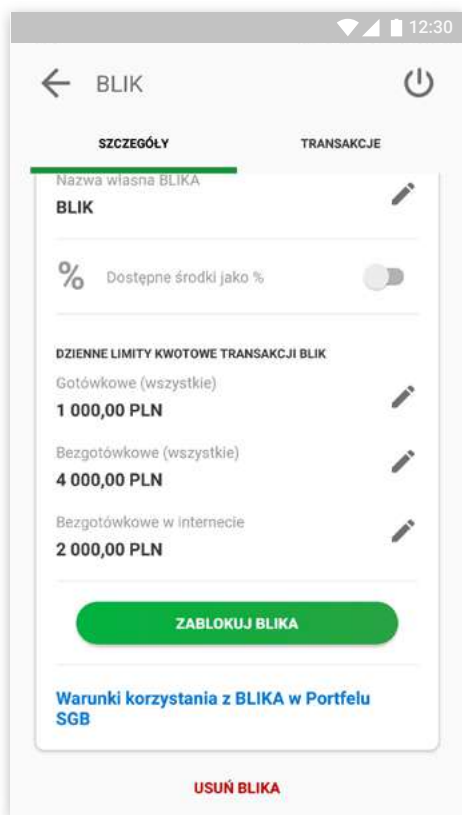 12:30
BLIK
SZCZEGÓŁY TRANSAKCJE
Nazwa własna BLIKA
BLIK
% Dostępne środki jako %
DZIENNE LIMITY KWOTOWE TRANSAKCJI BLIK
Gotówkowe (wszystkie)
1 000,00 PLN
Bezgotówkowe (wszystkie)
4 000,00 PLN
Bezgotówkowe w internecie
2 000,00 PLN
ZABLOKUJ BLIKA
Warunki korzystania z BLIKA w Portfelu
SGB
USUŃ BLIKA